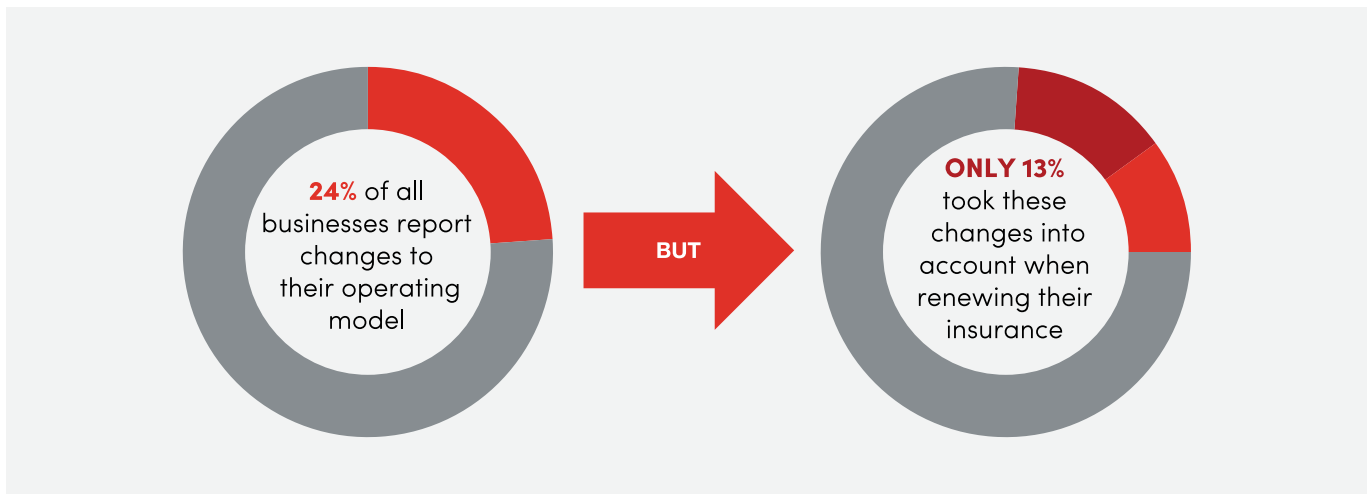 24% of all
businesses report
changes to
their operating
model
BUT
ONLY 13%
took these
changes into
account when
renewing their
insurance